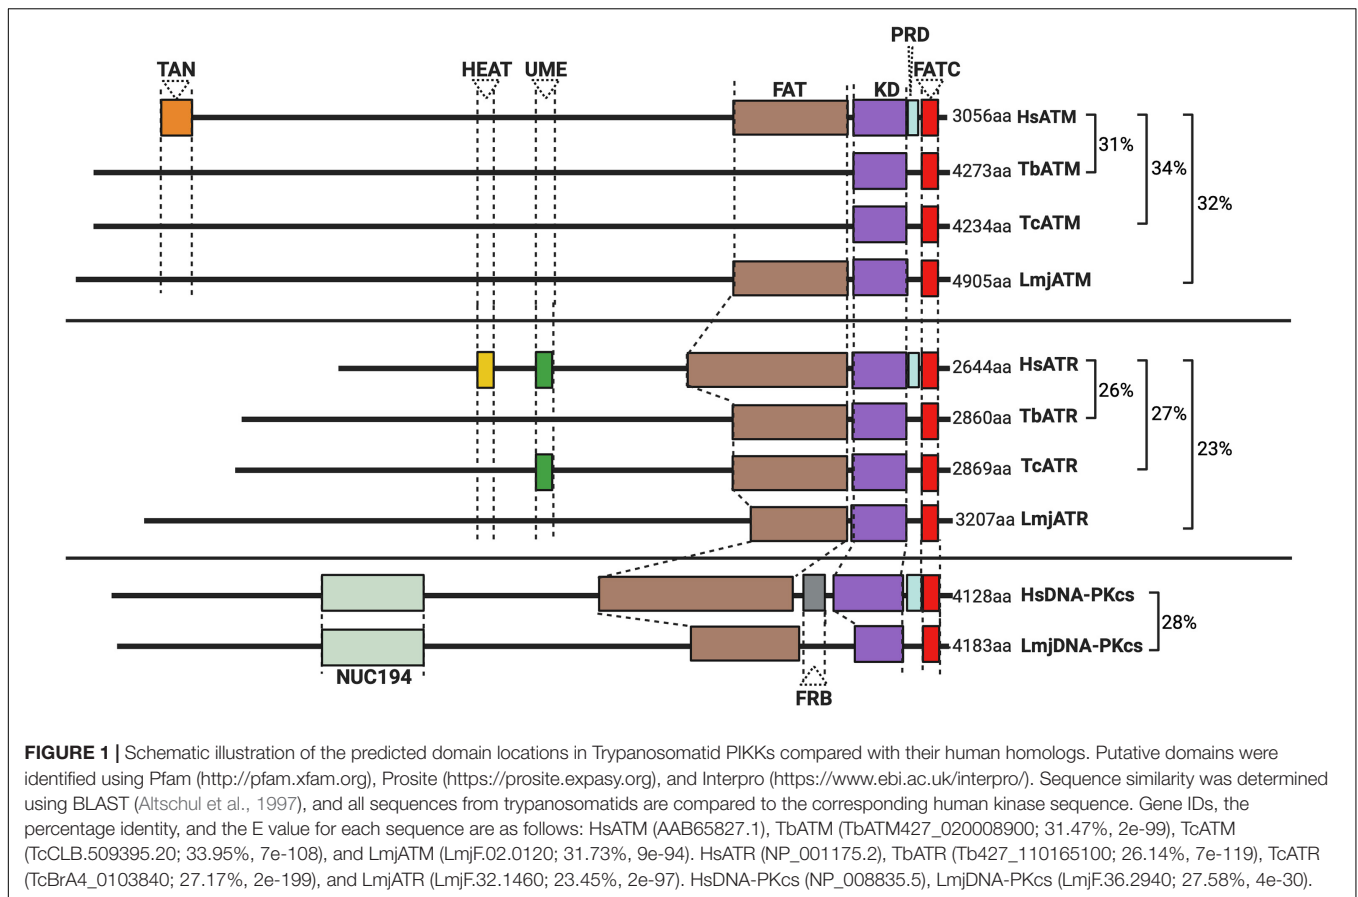 PRD
TAN HEAT UME FATC
FAT KD
3056aa HsATM
31%
4273aa TbATM
34%
32%
4234aa TcATM
4905aa LmjATM
2644aa HsATR
26%
2860aa TbATR
27%
23%
2869aa TcATR
3207aa LmjATR
4128aa HsDNA-PKcs
28%
4183aa LmjDNA-PKcs
NUC194
FRB
FIGURE 1 | Schematic illustration of the predicted domain locations in Trypanosomatid PIKKs compared with their human homologs. Putative domains were
identified using Pfam (http://pfam.xfam.org), Prosite (https://prosite.expasy.org), and Interpro (https://www.ebi.ac.uk/interpro/). Sequence similarity was determined
using BLAST (Altschul et al., 1997), and all sequences from trypanosomatids are compared to the corresponding human kinase sequence. Gene IDs, the
percentage identity, and the E value for each sequence are as follows: HsATM (AAB65827.1), TbATM (TbATM427_020008900; 31.47%, 2e-99), TcATM
(TcCLB.509395.20; 33.95%, 7e-108), and LmjATM (LmjF.02.0120; 31.73%, 9e-94). HsATR (NP_001175.2), TbATR (Tb427_110165100; 26.14%, 7e-119), TcATR
(TcBrA4_0103840; 27.17%, 2e-199), and LmjATR (LmjF.32.1460; 23.45%, 2e-97). HsDNA-PKcs (NP_008835.5), LmjDNA-PKcs (LmjF.36.2940; 27.58%, 4e-30).